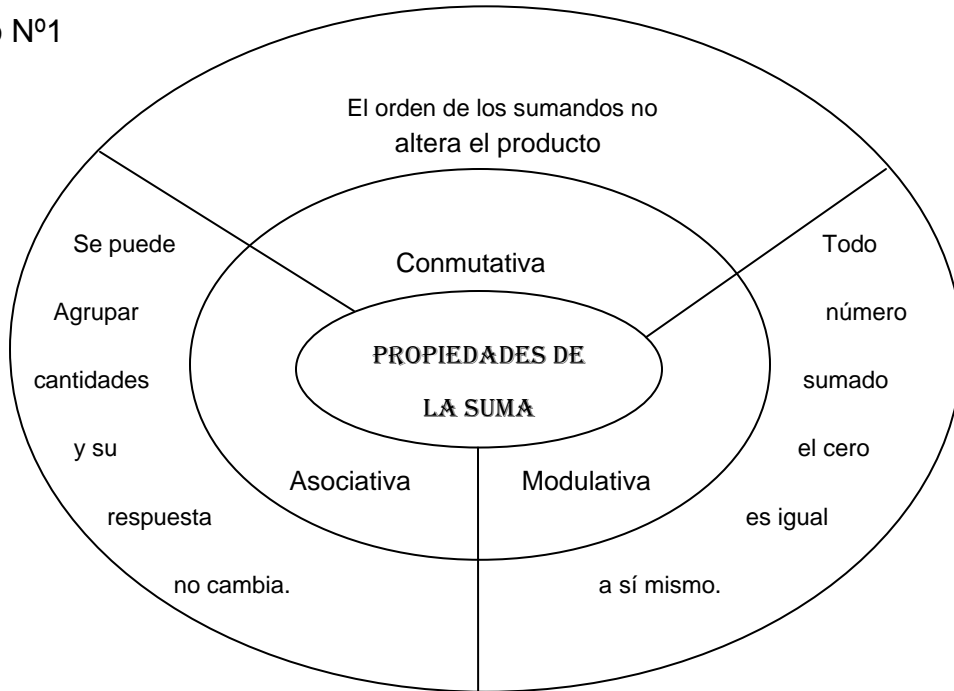 Nº1
El orden de los sumandos no
altera el producto
Conmutativa
PROPIEDADES DE
LA SUMA
Asociativa
Modulativa
Se puede
Agrupar
cantidades
y su
respuesta
no cambia.
Todo
número
sumado
el cero
es igual
a sí mismo.